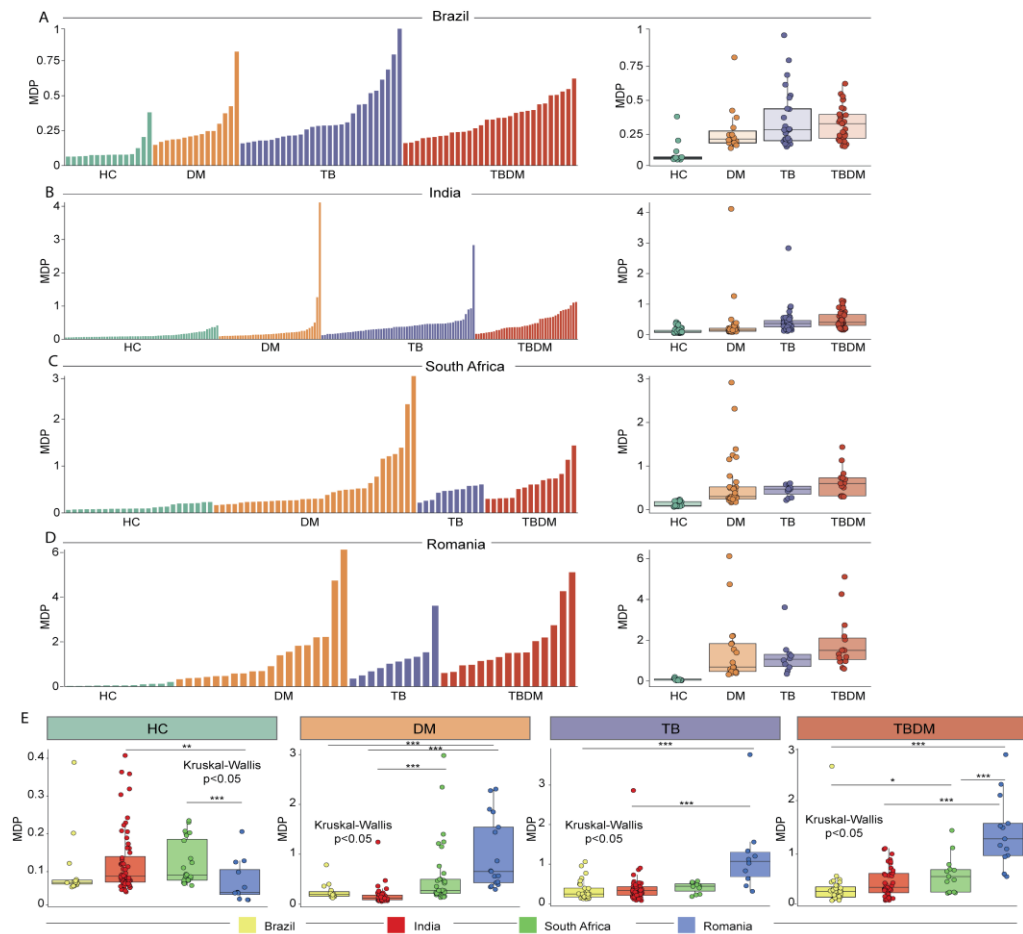 A
Brazil
MDP
1
0.75
0.5
0.25
0
HC
DM
TB
TBDM
MDP
1
0.75
0.5
0.25
0
HC
DM
TB
TBDM
B
India
MDP
4
3
2
1
0
HC
DM
TB
TBDM
MDP
4
3
2
1
0
HC
DM
TB
TBDM
C
South Africa
MDP
3
2
1
0
HC
DM
TB
TBDM
MDP
3
2
1
0
HC
DM
TB
TBDM
D
Romania
MDP
6
4
2
0
HC
DM
TB
TBDM
MDP
6
4
2
0
HC
DM
TB
TBDM
E
HC
MDP
0.4
0.3
0.2
0.1
0
**
Kruskal-Wallis
p<0.05
***
DM
MDP
3
2
1
0
***
***
***
Kruskal-Wallis
p<0.05
TB
MDP
3
2
1
0
***
***
Kruskal-Wallis
p<0.05
TBDM
MDP
3
2
1
0
***
*
***
***
Kruskal-Wallis
p<0.05
Brazil
India
South Africa
Romania